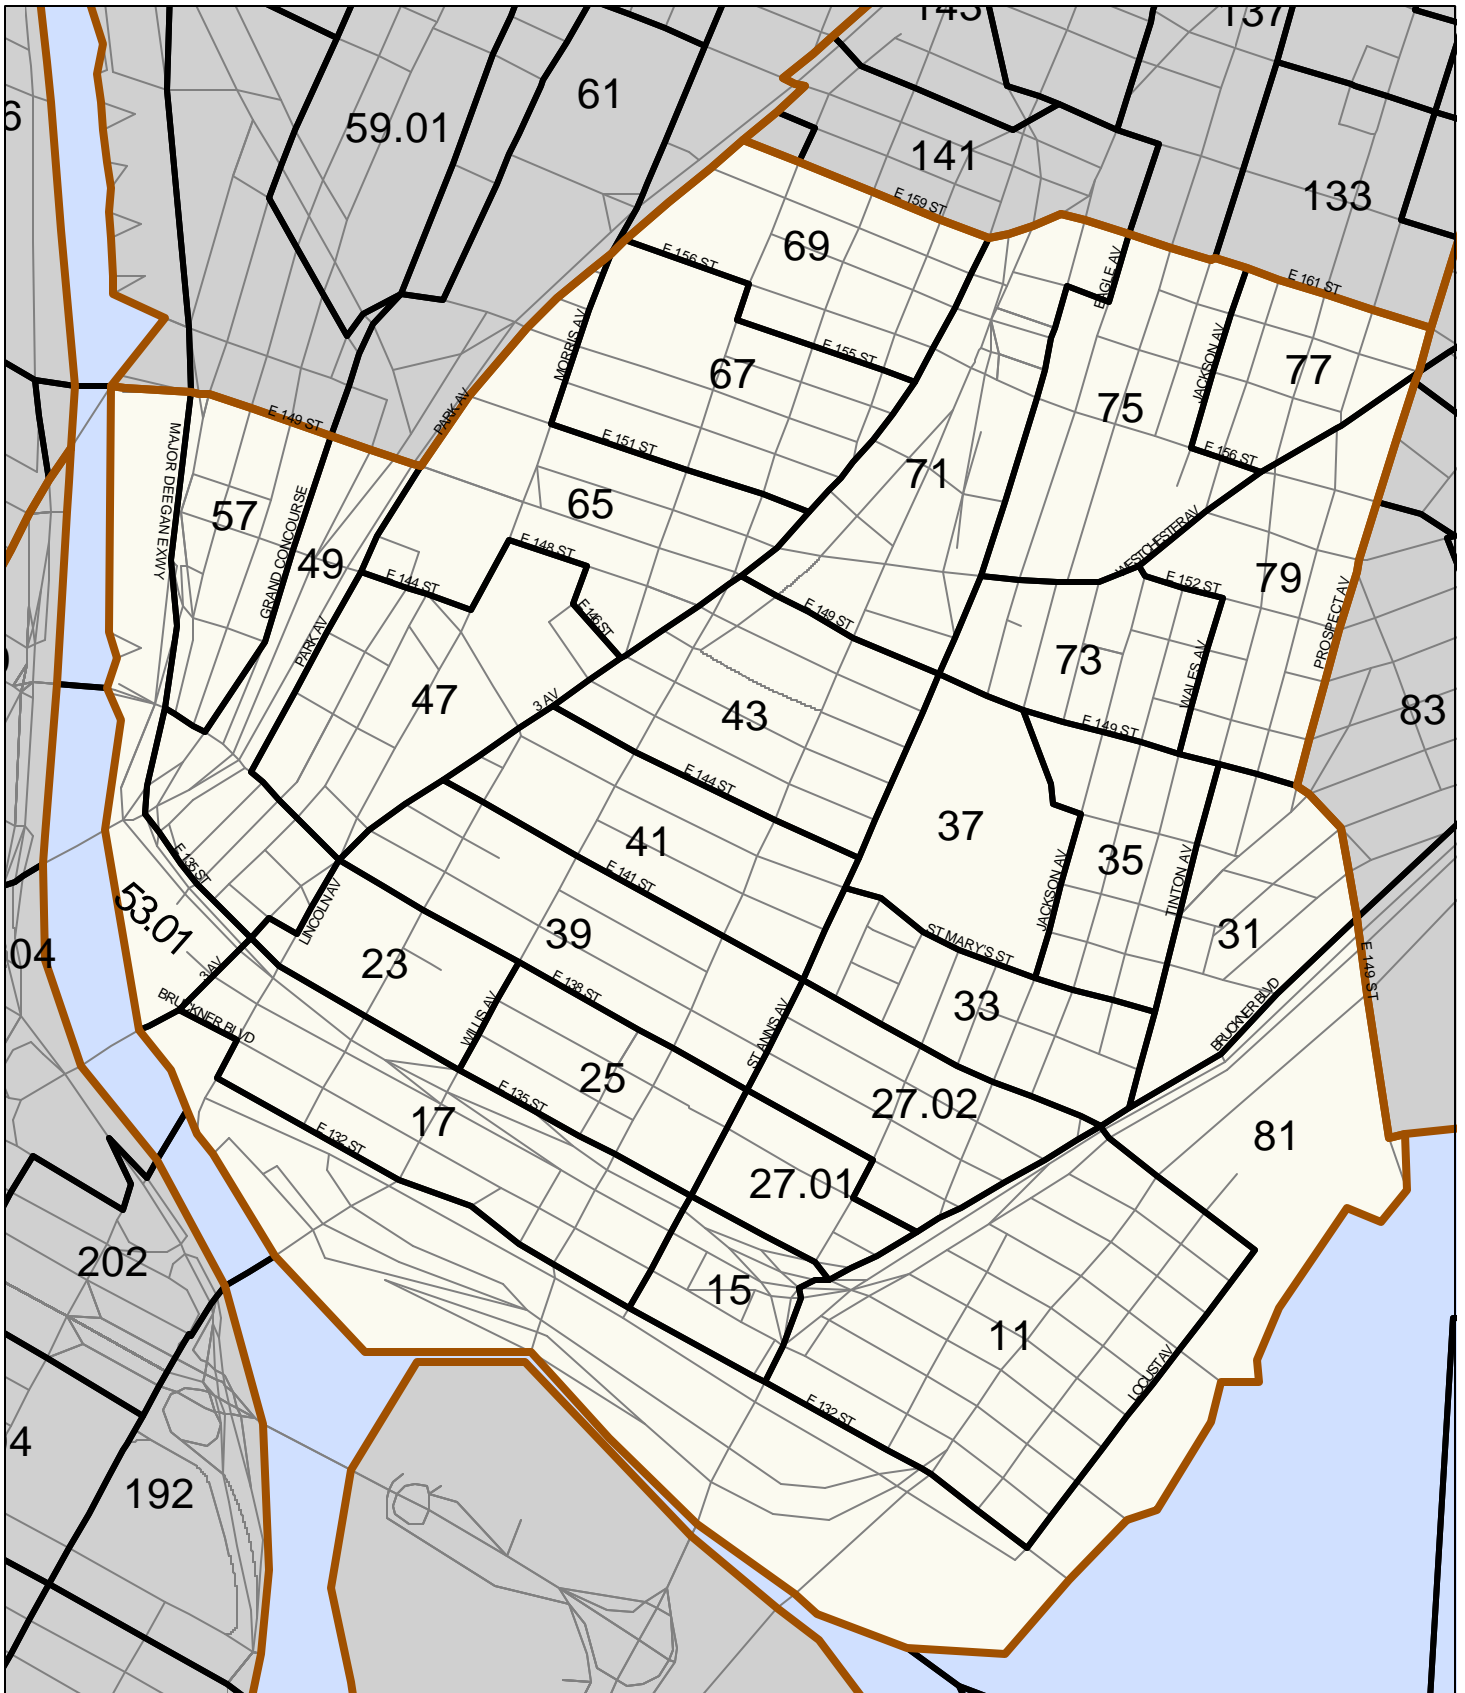 143
137
61
6
59.01
141
133
E 159 ST
69
EAGLE AV
E 156 ST
E 161 ST
MORRIS AV
E 155 ST
JACKSON AV
77
67
75
PARK AV
E 149 ST
E 151 ST
E 156 ST
71
MAJOR DEEGAN EXWY
57
GRAND CONCOURSE
65
WESTCHESTER AV
49
E 148 ST
E 144 ST
E 152 ST
79
E 146 ST
E 149 ST
PROSPECT AV
PARK AV
73
WALES AV
47
3 AV
43
83
E 149 ST
E 144 ST
37
41
35
E 135 ST
E 141 ST
JACKSON AV
TINTON AV
53.01
LINCOLN AV
39
31
04
23
ST MARY'S ST
3 AV
E 149 ST
E 138 ST
BRUCKNER BLVD
WILLIS AV
33
BRUCKNER BLVD
ST ANNS AV
25
E 135 ST
27.02
17
81
E 132 ST
27.01
202
15
11
LOCUST AV
E 132 ST
4
192